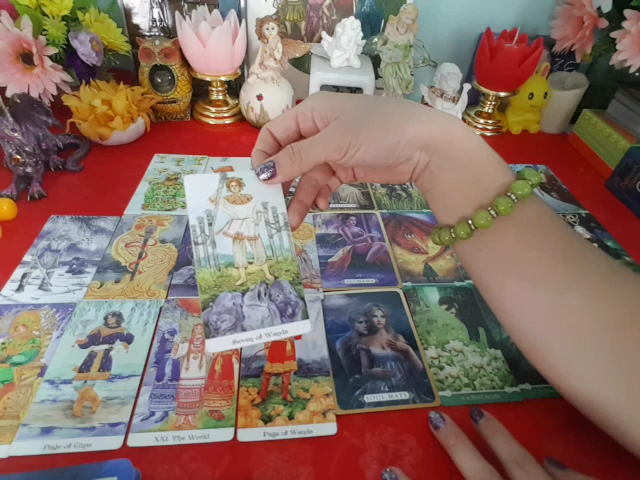 Seven of Wands
SOUL-MATE
Page of Cups
XXI. The World
Page of Wands